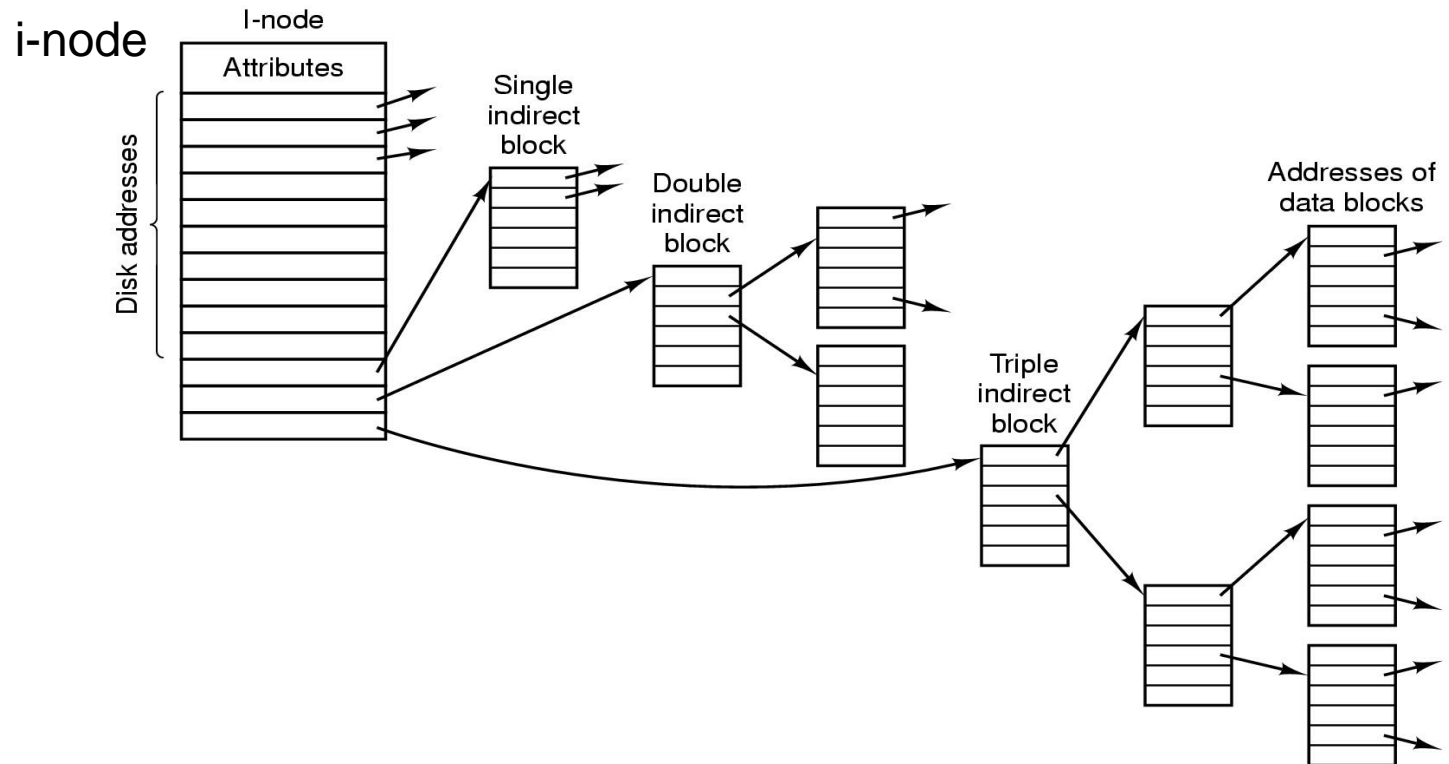 i-node
I-node
Attributes
Disk addresses
Single
indirect
block
Double
indirect
block
Triple
indirect
block
Addresses of
data blocks